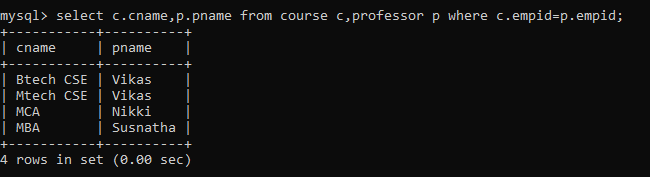 mysql> select c.cname,p.pname from course c,professor p where c.empid=p.empid;
+-----------+----------+
| cname     | pname    |
+-----------+----------+
| Btech CSE | Vikas    |
| Mtech CSE | Vikas    |
| MCA       | Nikki    |
| MBA       | Susnatha |
+-----------+----------+
4 rows in set (0.00 sec)